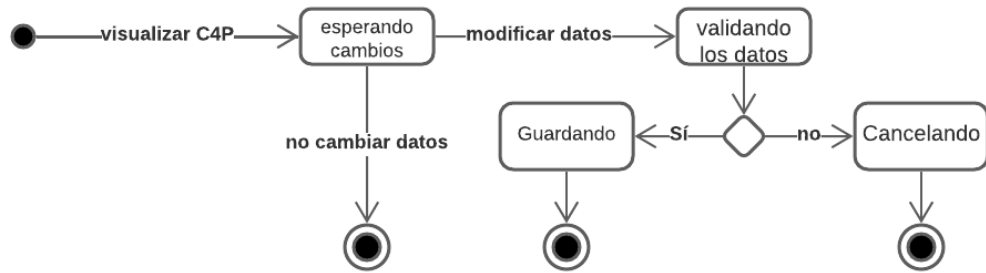 visualizar C4P
esperando
cambios
modificar datos
validando
los datos
no cambiar datos
Guardando
Sí
no
Cancelando